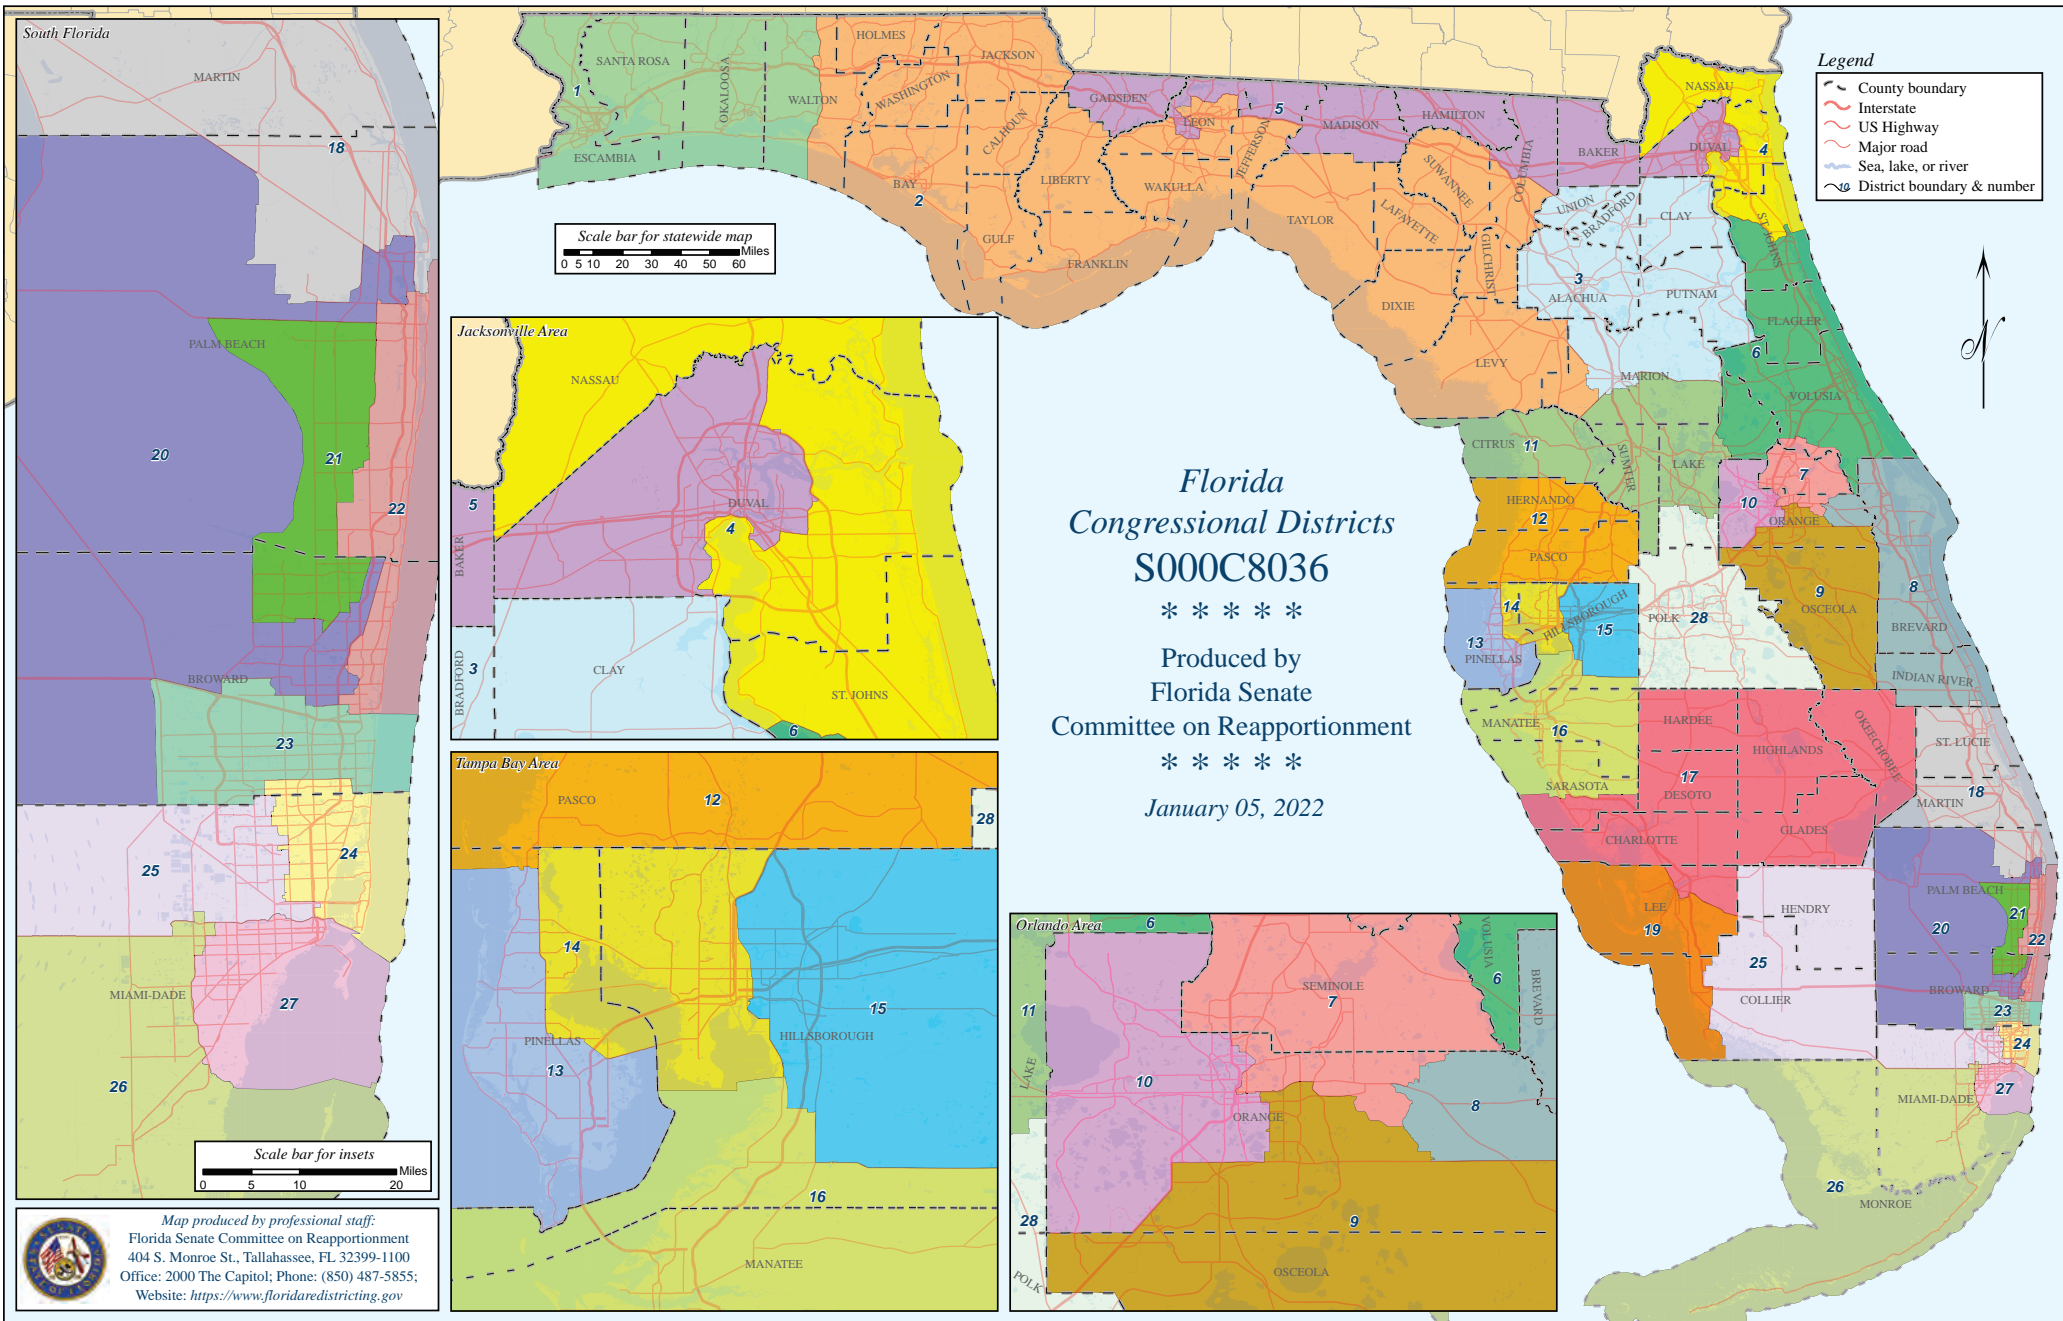 South Florida
MARTIN
18
PALM BEACH
20
21
22
BROWARD
23
24
25
MIAMI-DADE
27
26
Scale bar for insets
Miles
0 5 10 20
Map produced by professional staff:
Florida Senate Committee on Reapportionment
404 S. Monroe St., Tallahassee, FL 32399-1100
Office: 2000 The Capitol; Phone: (850) 487-5855;
Website: https://www.floridaredistricting.gov
1
SANTA ROSA
OKALOOSA
WALTON
ESCAMBIA
HOLMES
WASHINGTON
JACKSON
CALHOUN
BAY
2
GULF
LIBERTY
FRANKLIN
GADSDEN
LEON
WAKULLA
JEFFERSON
5
MADISON
TAYLOR
HAMILTON
SUWANNEE
LAFAYETTE
COLUMBIA
GILCHRIST
DIXIE
LEVY
BAKER
UNION
BRADFORD
CLAY
3
ALACHUA
PUTNAM
MARION
NASSAU
DUVAL
4
ST. JOHNS
FLAGLER
6
VOLUSIA
CITRUS
11
SUMTER
LAKE
7
10
ORANGE
HERNANDO
12
PASCO
14
HILLSBOROUGH
15
13
PINELLAS
POLK
28
9
OSCEOLA
8
BREVARD
INDIAN RIVER
MANATEE
16
SARASOTA
HARDEE
HIGHLANDS
OKEECHOBEE
17
DESOTO
CHARLOTTE
GLADES
ST. LUCIE
18
MARTIN
LEE
19
HENDRY
25
COLLIER
PALM BEACH
20
21
22
BROWARD
23
24
27
MIAMI-DADE
26
MONROE
Scale bar for statewide map
Miles
0 5 10 20 30 40 50 60
Legend
County boundary
Interstate
US Highway
Major road
Sea, lake, or river
10 District boundary & number
N
Florida
Congressional Districts
S000C8036
* * * * *
Produced by
Florida Senate
Committee on Reapportionment
* * * * *
January 05, 2022
Jacksonville Area
NASSAU
5
DUVAL
4
BAKER
BRADFORD
3
CLAY
ST. JOHNS
6
Tampa Bay Area
PASCO
12
28
14
15
PINELLAS
HILLSBOROUGH
13
16
MANATEE
Orlando Area
6
VOLUSIA
SEMINOLE
7
6
BREVARD
11
LAKE
10
ORANGE
8
28
9
POLK
OSCEOLA